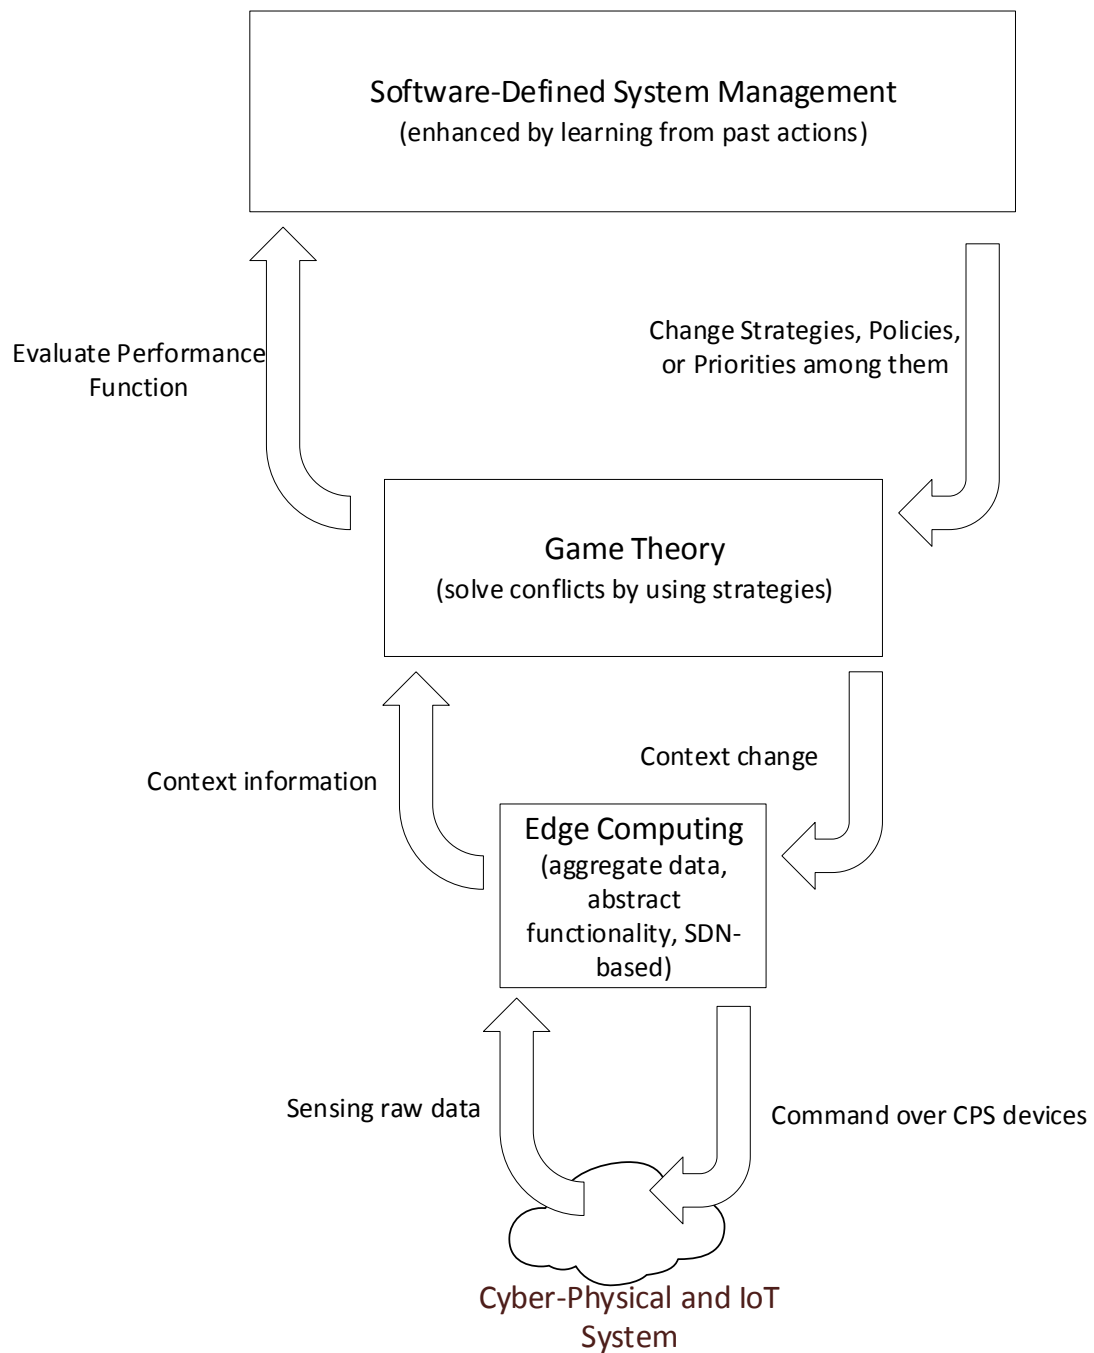 Software-Defined System Management
(enhanced by learning from past actions)
Evaluate Performance
Function
Change Strategies, Policies,
or Priorities among them
Game Theory
(solve conflicts by using strategies)
Context information
Context change
Edge Computing
(aggregate data,
abstract
functionality, SDN-
based)
Sensing raw data
Command over CPS devices
Cyber-Physical and IoT
System